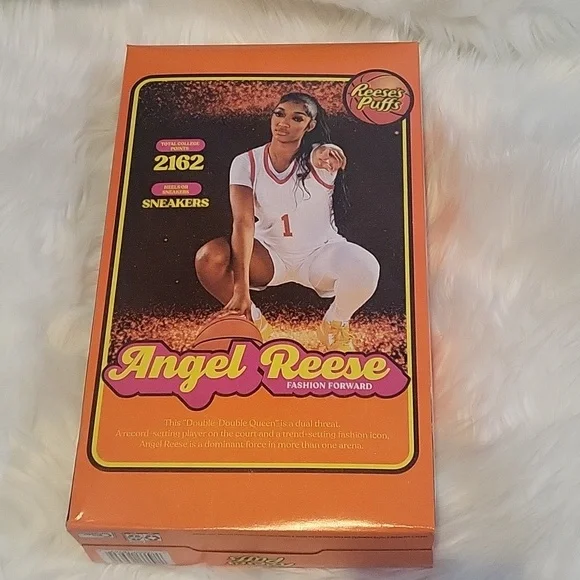 Reese's
Puffs
TOTAL COLLEGE
POINTS
2162
HEELS OR
SNEAKERS
SNEAKERS
1
Angel Reese
FASHION FORWARD
This "Double-Double Queen" is a dual threat.
A record-setting player on the court and a trend-setting fashion icon,
Angel Reese is a dominant force in more than one arena.
Angel